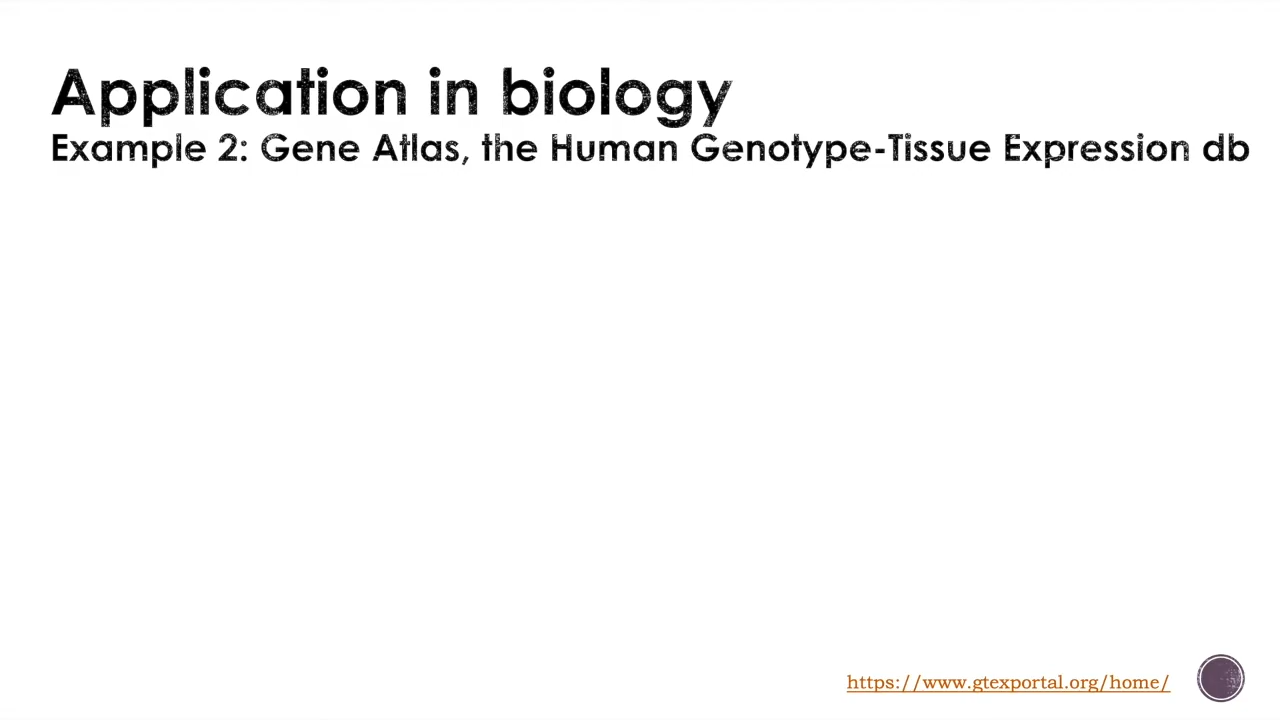 Application in biology
Example 2: Gene Atlas, the Human Genotype-Tissue Expression db
https://www.gtexportal.org/home/